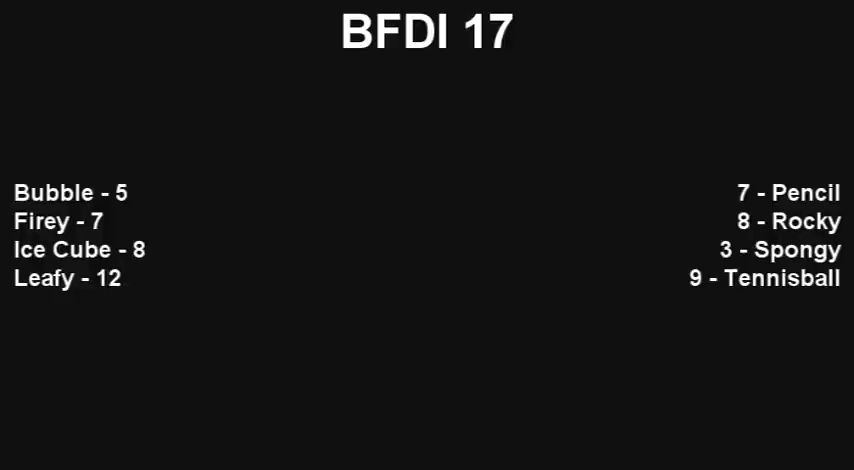 BFDI 17
Bubble - 5
Firey - 7
Ice Cube - 8
Leafy - 12
7 - Pencil
8 - Rocky
3 - Spongy
9 - Tennisball